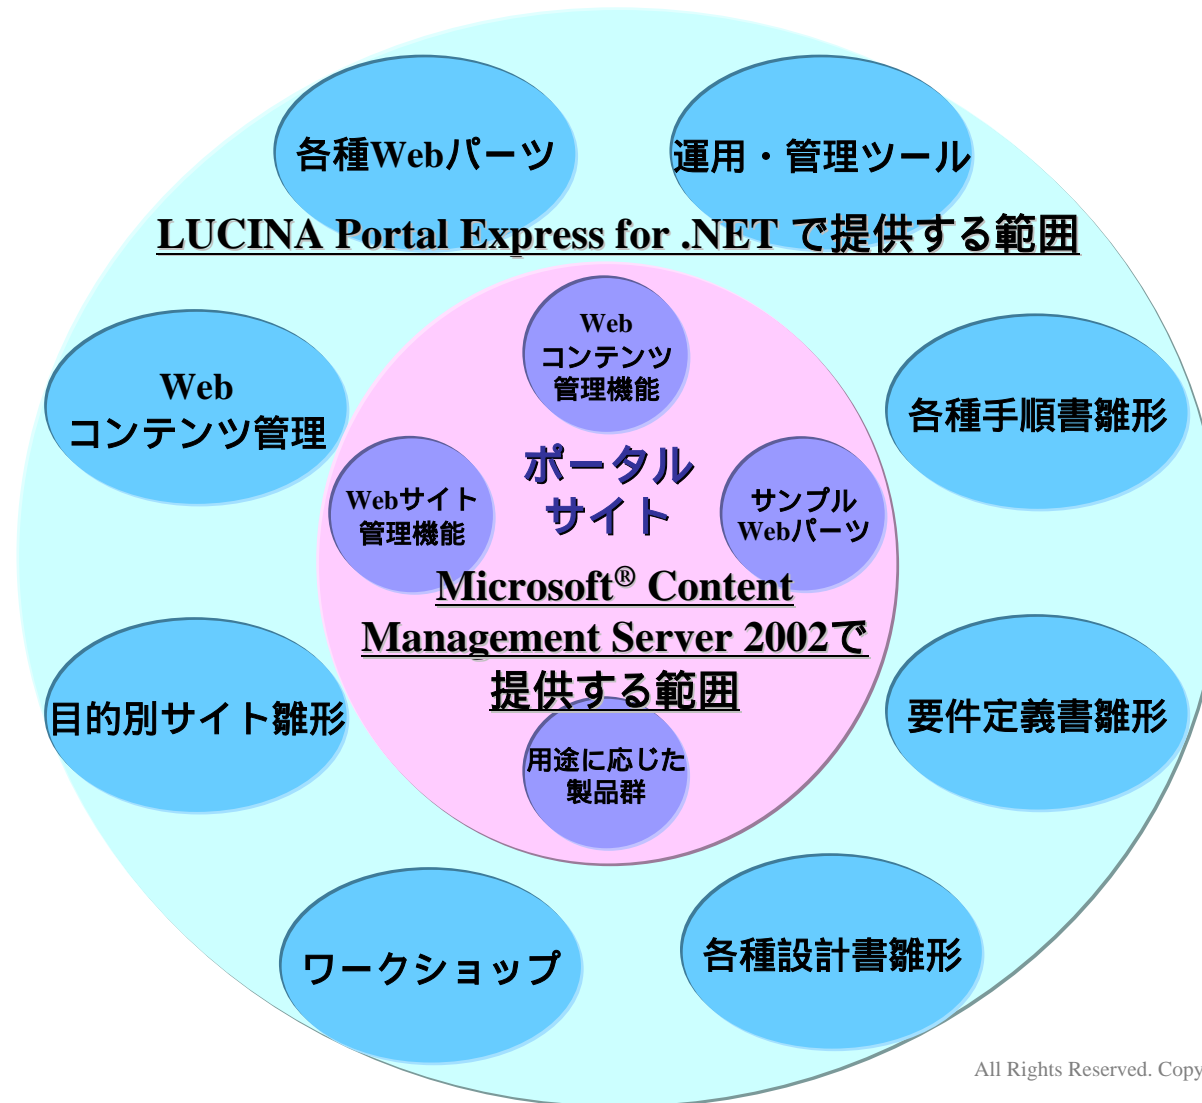 各種Webパーツ
運用・管理ツール
LUCINA Portal Express for .NET で提供する範囲
Web
コンテンツ
管理機能
Web
コンテンツ管理
各種手順書雛形
ポータル
サイト
Webサイト
管理機能
サンプル
Webパーツ
Microsoft® Content
Management Server 2002で
提供する範囲
目的別サイト雛形
要件定義書雛形
用途に応じた
製品群
ワークショップ
各種設計書雛形
All Rights Reserved. Copy